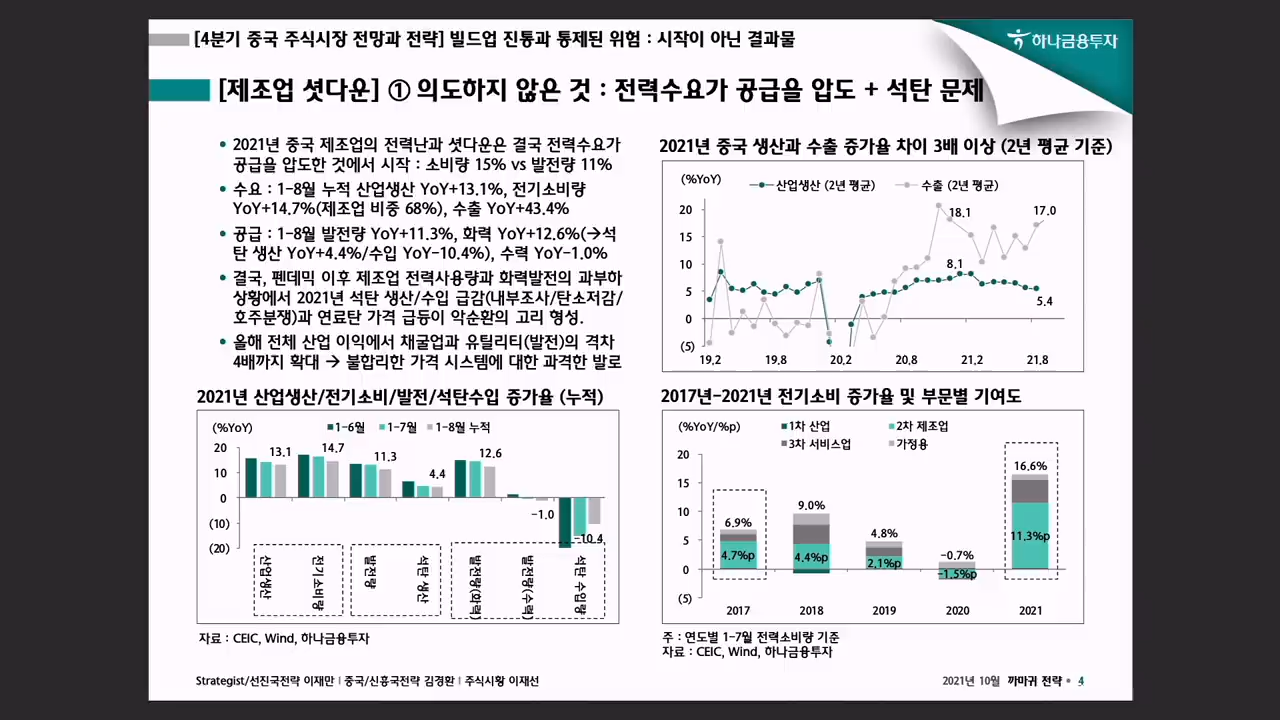 [4분기 중국 주식시장 전망과 전략] 빌드업 진통과 통제된 위험 : 시작이 아닌 결과물
하나금융투자
[제조업 셧다운] ① 의도하지 않은 것 : 전력수요가 공급을 압도 + 석탄 문제
• 2021년 중국 제조업의 전력난과 셧다운은 결국 전력수요가
공급을 압도한 것에서 시작 : 소비량 15% vs 발전량 11%
• 수요 : 1-8월 누적 산업생산 YoY+13.1%, 전기소비량
YoY+14.7%(제조업 비중 68%), 수출 YoY+43.4%
• 공급 : 1-8월 발전량 YoY+11.3%, 화력 YoY+12.6%(→석
탄 생산 YoY+4.4%/수입 YoY-10.4%), 수력 YoY-1.0%
• 결국, 펜데믹 이후 제조업 전력사용량과 화력발전의 과부하
상황에서 2021년 석탄 생산/수입 급감(내부조사/탄소저감/
호주분쟁)과 연료탄 가격 급등이 악순환의 고리 형성.
• 올해 전체 산업 이익에서 채굴업과 유틸리티(발전)의 격차
4배까지 확대 → 불합리한 가격 시스템에 대한 과격한 발로
2021년 중국 생산과 수출 증가율 차이 3배 이상 (2년 평균 기준)
(%YoY)
산업생산 (2년 평균)
수출 (2년 평균)
20
15
10
5
0
(5)
18.1
17.0
8.1
5.4
19.2
19.8
20.2
20.8
21.2
21.8
2021년 산업생산/전기소비/발전/석탄수입 증가율 (누적)
(%YoY)
1-6월
1-7월
1-8월 누적
20
10
0
(10)
(20)
13.1
14.7
11.3
4.4
12.6
-1.0
-10.4
산업생산
전기소비량
발전량
석탄 생산
발전량(화력)
발전량(수력)
석탄 수입량
자료 : CEIC, Wind, 하나금융투자
2017년-2021년 전기소비 증가율 및 부문별 기여도
(%YoY/%p)
1차 산업
2차 제조업
3차 서비스업
가정용
20
15
10
5
0
(5)
6.9%
4.7%p
9.0%
4.4%p
4.8%
2.1%p
-0.7%
-1.5%p
16.6%
11.3%p
2017
2018
2019
2020
2021
주 : 연도별 1-7월 전력소비량 기준
자료 : CEIC, Wind, 하나금융투자
Strategist/선진국전략 이재만 | 중국/신흥국전략 김경환 | 주식시황 이재선
2021년 10월 까마귀 전략 • 4